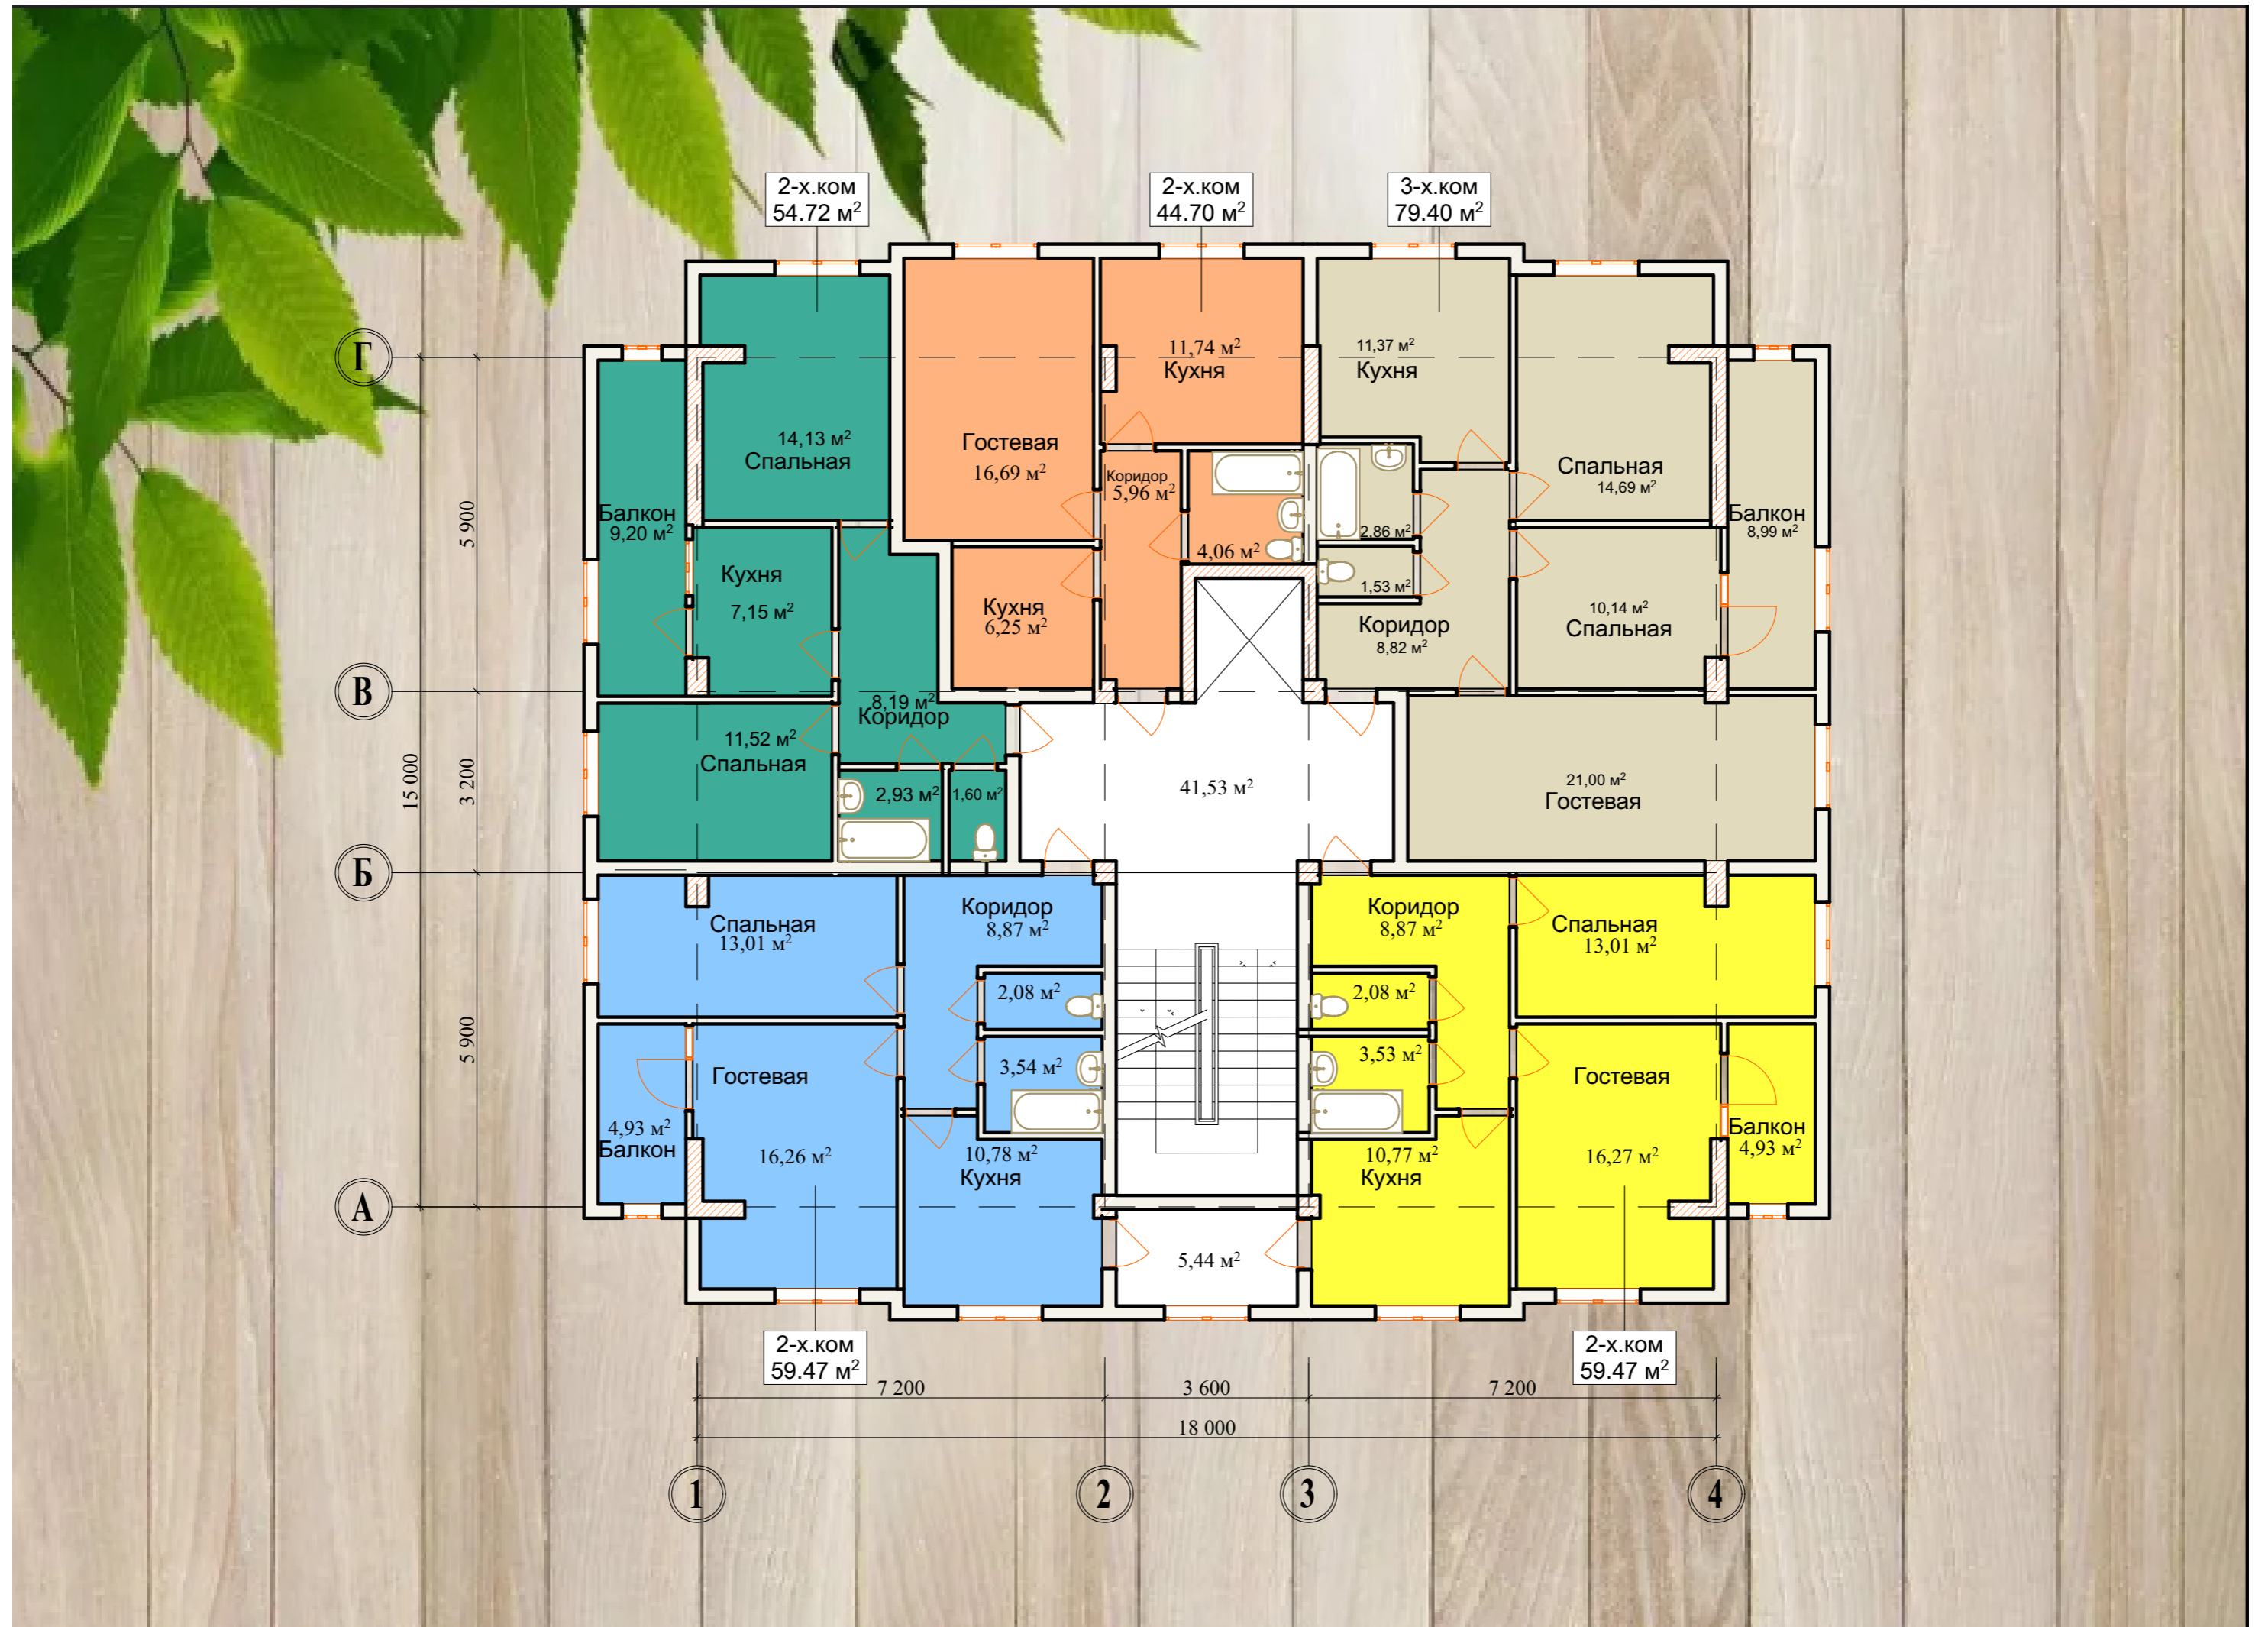 2-х.ком
54.72 м²
2-х.ком
44.70 м²
3-х.ком
79.40 м²
Г
В
Б
А
15 000
5 900
3 200
5 900
14,13 м²
Спальная
Балкон
9,20 м²
Кухня
7,15 м²
8,19 м²
Коридор
11,52 м²
Спальная
2,93 м²
1,60 м²
Гостевая
16,69 м²
11,74 м²
Кухня
Коридор
5,96 м²
4,06 м²
Кухня
6,25 м²
11,37 м²
Кухня
Спальная
14,69 м²
Балкон
8,99 м²
2,86 м²
1,53 м²
Коридор
8,82 м²
10,14 м²
Спальная
21,00 м²
Гостевая
41,53 м²
Спальная
13,01 м²
Коридор
8,87 м²
2,08 м²
3,54 м²
Гостевая
16,26 м²
4,93 м²
Балкон
10,78 м²
Кухня
Коридор
8,87 м²
Спальная
13,01 м²
2,08 м²
3,53 м²
Гостевая
16,27 м²
Балкон
4,93 м²
10,77 м²
Кухня
5,44 м²
2-х.ком
59.47 м²
2-х.ком
59.47 м²
7 200
3 600
7 200
18 000
1
2
3
4